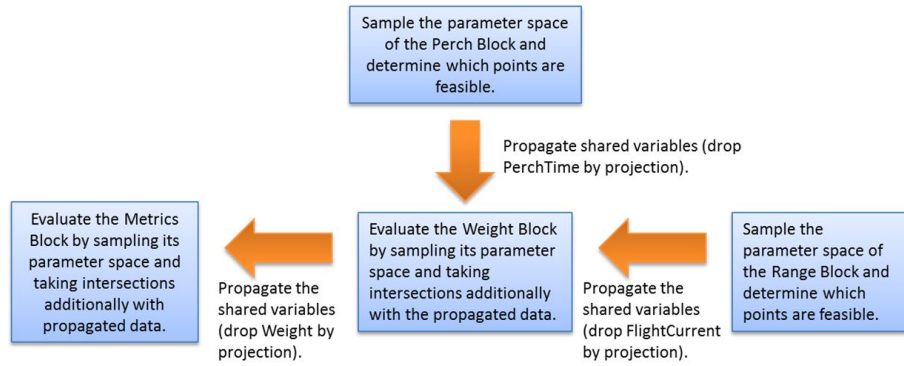 Sample the parameter space
of the Perch Block and
determine which points are
feasible.
Propagate shared variables (drop
PerchTime by projection).
Evaluate the Metrics
Block by sampling its
parameter space and
taking intersections
additionally with
propagated data.
Propagate the
shared variables
(drop Weight by
projection).
Evaluate the Weight Block
by sampling its parameter
space and taking
intersections additionally
with the propagated data.
Propagate the
shared variables
(drop FlightCurrent
by projection).
Sample the
parameter space of
the Range Block and
determine which
points are feasible.